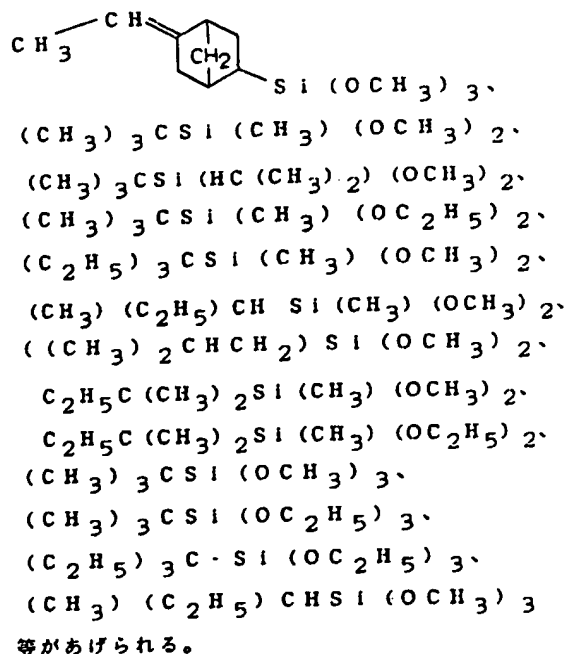 CH3 CH CH2 Si(OCH3)3、
(CH3)3CSi(CH3)(OCH3)2、
(CH3)3CSi(HC(CH3)2)(OCH3)2、
(CH3)3CSi(CH3)(OC2H5)2、
(C2H5)3CSi(CH3)(OCH3)2、
(CH3)(C2H5)CH Si(CH3)(OCH3)2、
((CH3)2CHCH2)Si(OCH3)2、
C2H5C(CH3)2Si(CH3)(OCH3)2、
C2H5C(CH3)2Si(CH3)(OC2H5)2、
(CH3)3CSi(OCH3)3、
(CH3)3CSi(OC2H5)3、
(C2H5)3C・Si(OC2H5)3、
(CH3)(C2H5)CHSi(OCH3)3
等があげられる。